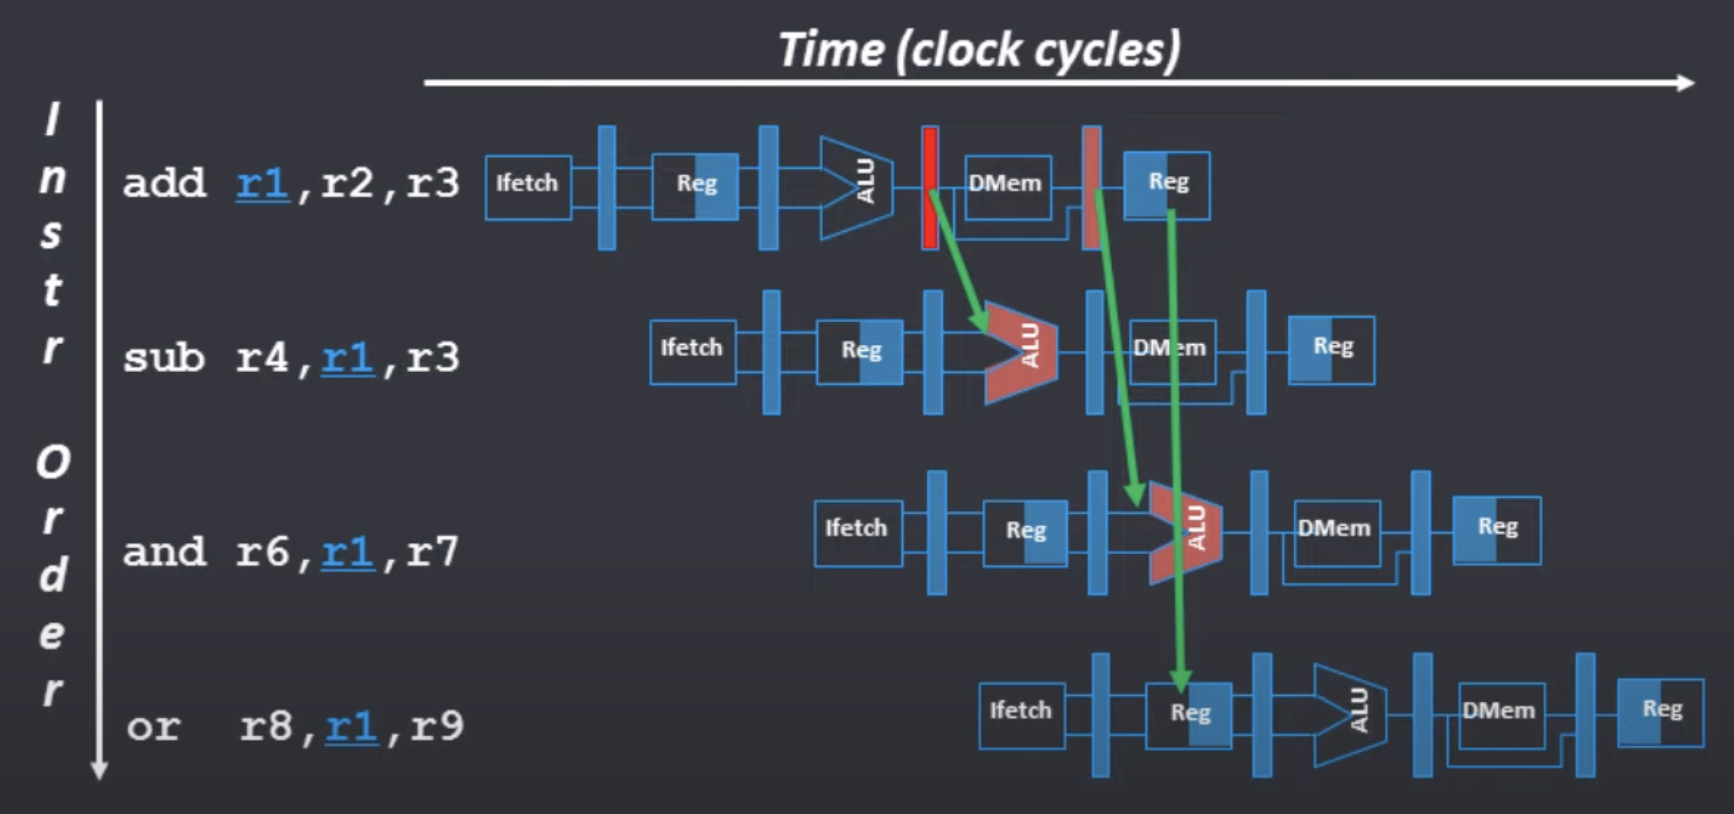 Time (clock cycles)
Instr Order
add r1,r2,r3 Ifetch Reg ALU DMem Reg
sub r4,r1,r3 Ifetch Reg ALU DMem Reg
and r6,r1,r7 Ifetch Reg ALU DMem Reg
or r8,r1,r9 Ifetch Reg ALU DMem Reg